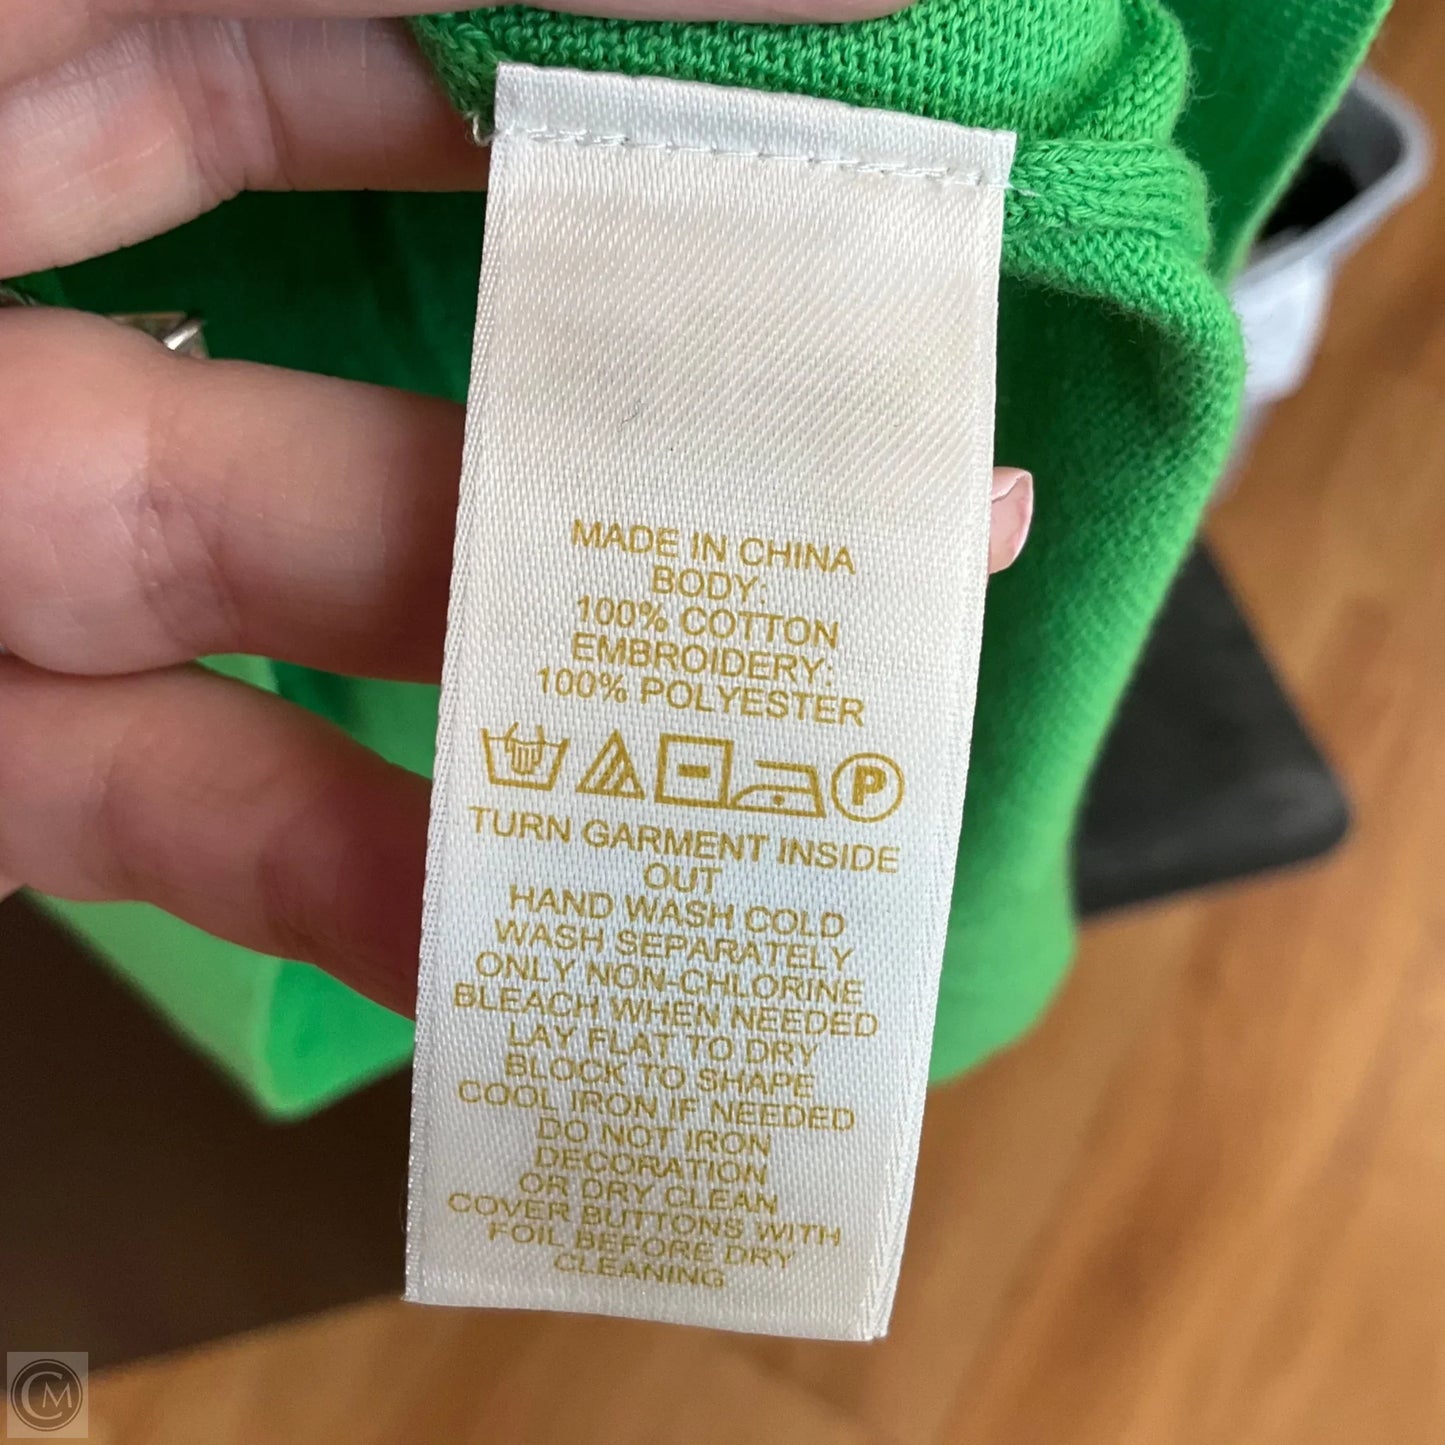 MADE IN CHINA
BODY:
100% COTTON
EMBROIDERY:
100% POLYESTER
P
TURN GARMENT INSIDE
OUT
HAND WASH COLD
WASH SEPARATELY
ONLY NON-CHLORINE
BLEACH WHEN NEEDED
LAY FLAT TO DRY
BLOCK TO SHAPE
COOL IRON IF NEEDED
DO NOT IRON
DECORATION
OR DRY CLEAN
COVER BUTTONS WITH
FOIL BEFORE DRY
CLEANING
CM